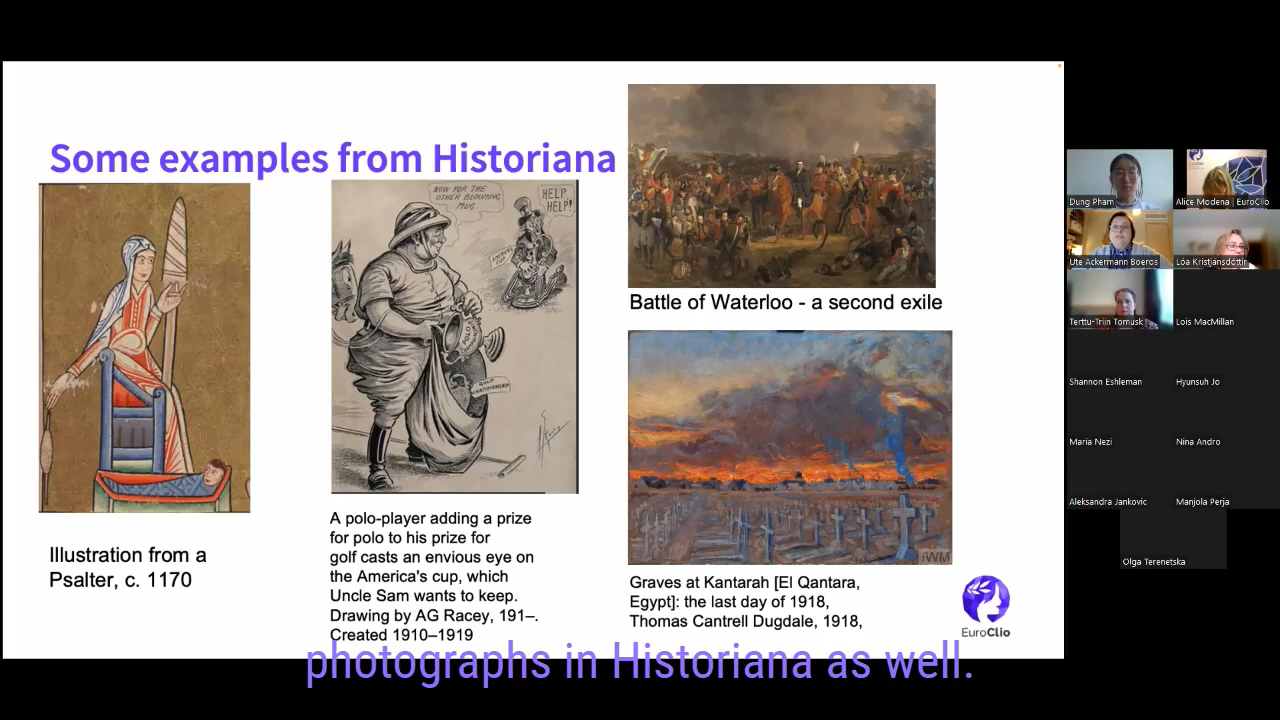 Some examples from Historiana
NOW FOR THE
OTHER BLOOMING
MUG
HELP,
HELP!
POLO
GOLF
CHAMPIONSHIP
Battle of Waterloo - a second exile
IWM
Illustration from a
Psalter, c. 1170
A polo-player adding a prize
for polo to his prize for
golf casts an envious eye on
the America's cup, which
Uncle Sam wants to keep.
Drawing by AG Racey, 191–.
Created 1910–1919
Graves at Kantarah [El Qantara,
Egypt]: the last day of 1918,
Thomas Cantrell Dugdale, 1918,
EuroClio
photographs in Historiana as well.
Dung Pham
Alice Modena | EuroClio
Ute Ackermann Boeros
Lóa Kristjánsdóttir
Terttu-Triin Tomusk
Lois MacMillan
Shannon Eshleman
Hyunsuh Jo
Maria Nezi
Nina Andro
Aleksandra Jankovic
Manjola Perja
Olga Terenetska